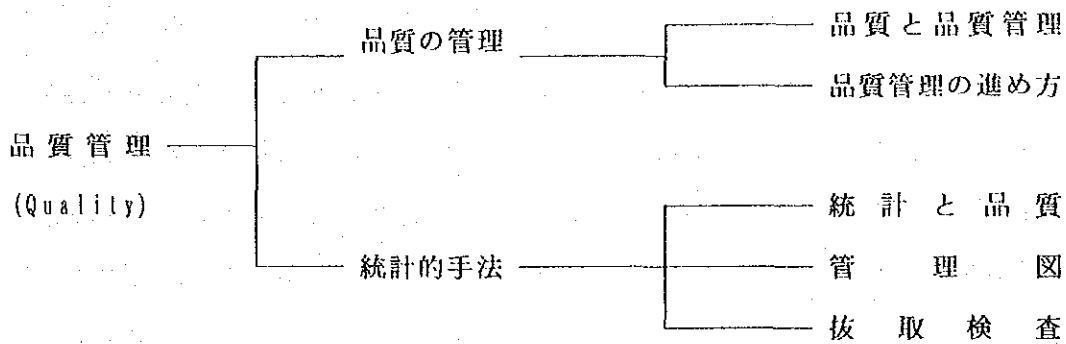 品質管理
(Quality)
品質の管理
品質と品質管理
品質管理の進め方
統計的手法
統計と品質
管理図
抜取検査